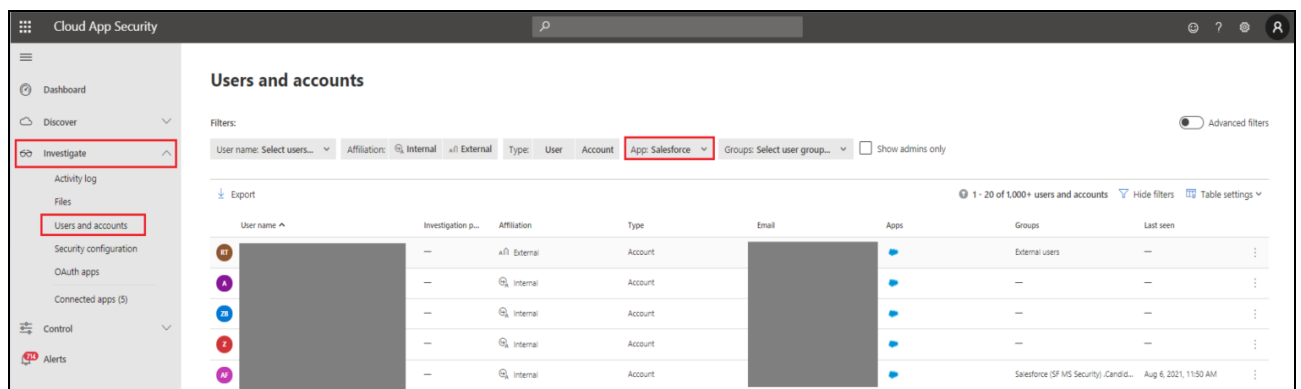 Cloud App Security
?
Dashboard
Discover
Investigate
Activity log
Files
Users and accounts
Security configuration
OAuth apps
Connected apps (5)
Control
714
Alerts
Users and accounts
Filters:
Advanced filters
User name: Select users... Affiliation: Internal External Type: User Account App: Salesforce Groups: Select user group... Show admins only
Export
1 - 20 of 1,000+ users and accounts Hide filters Table settings
User name Investigation p... Affiliation Type Email Apps Groups Last seen
RT — External Account External users —
A — Internal Account — —
ZB — Internal Account — —
Z — Internal Account — —
AF — Internal Account Salesforce (SF MS Security) .Candid... Aug 6, 2021, 11:50 AM